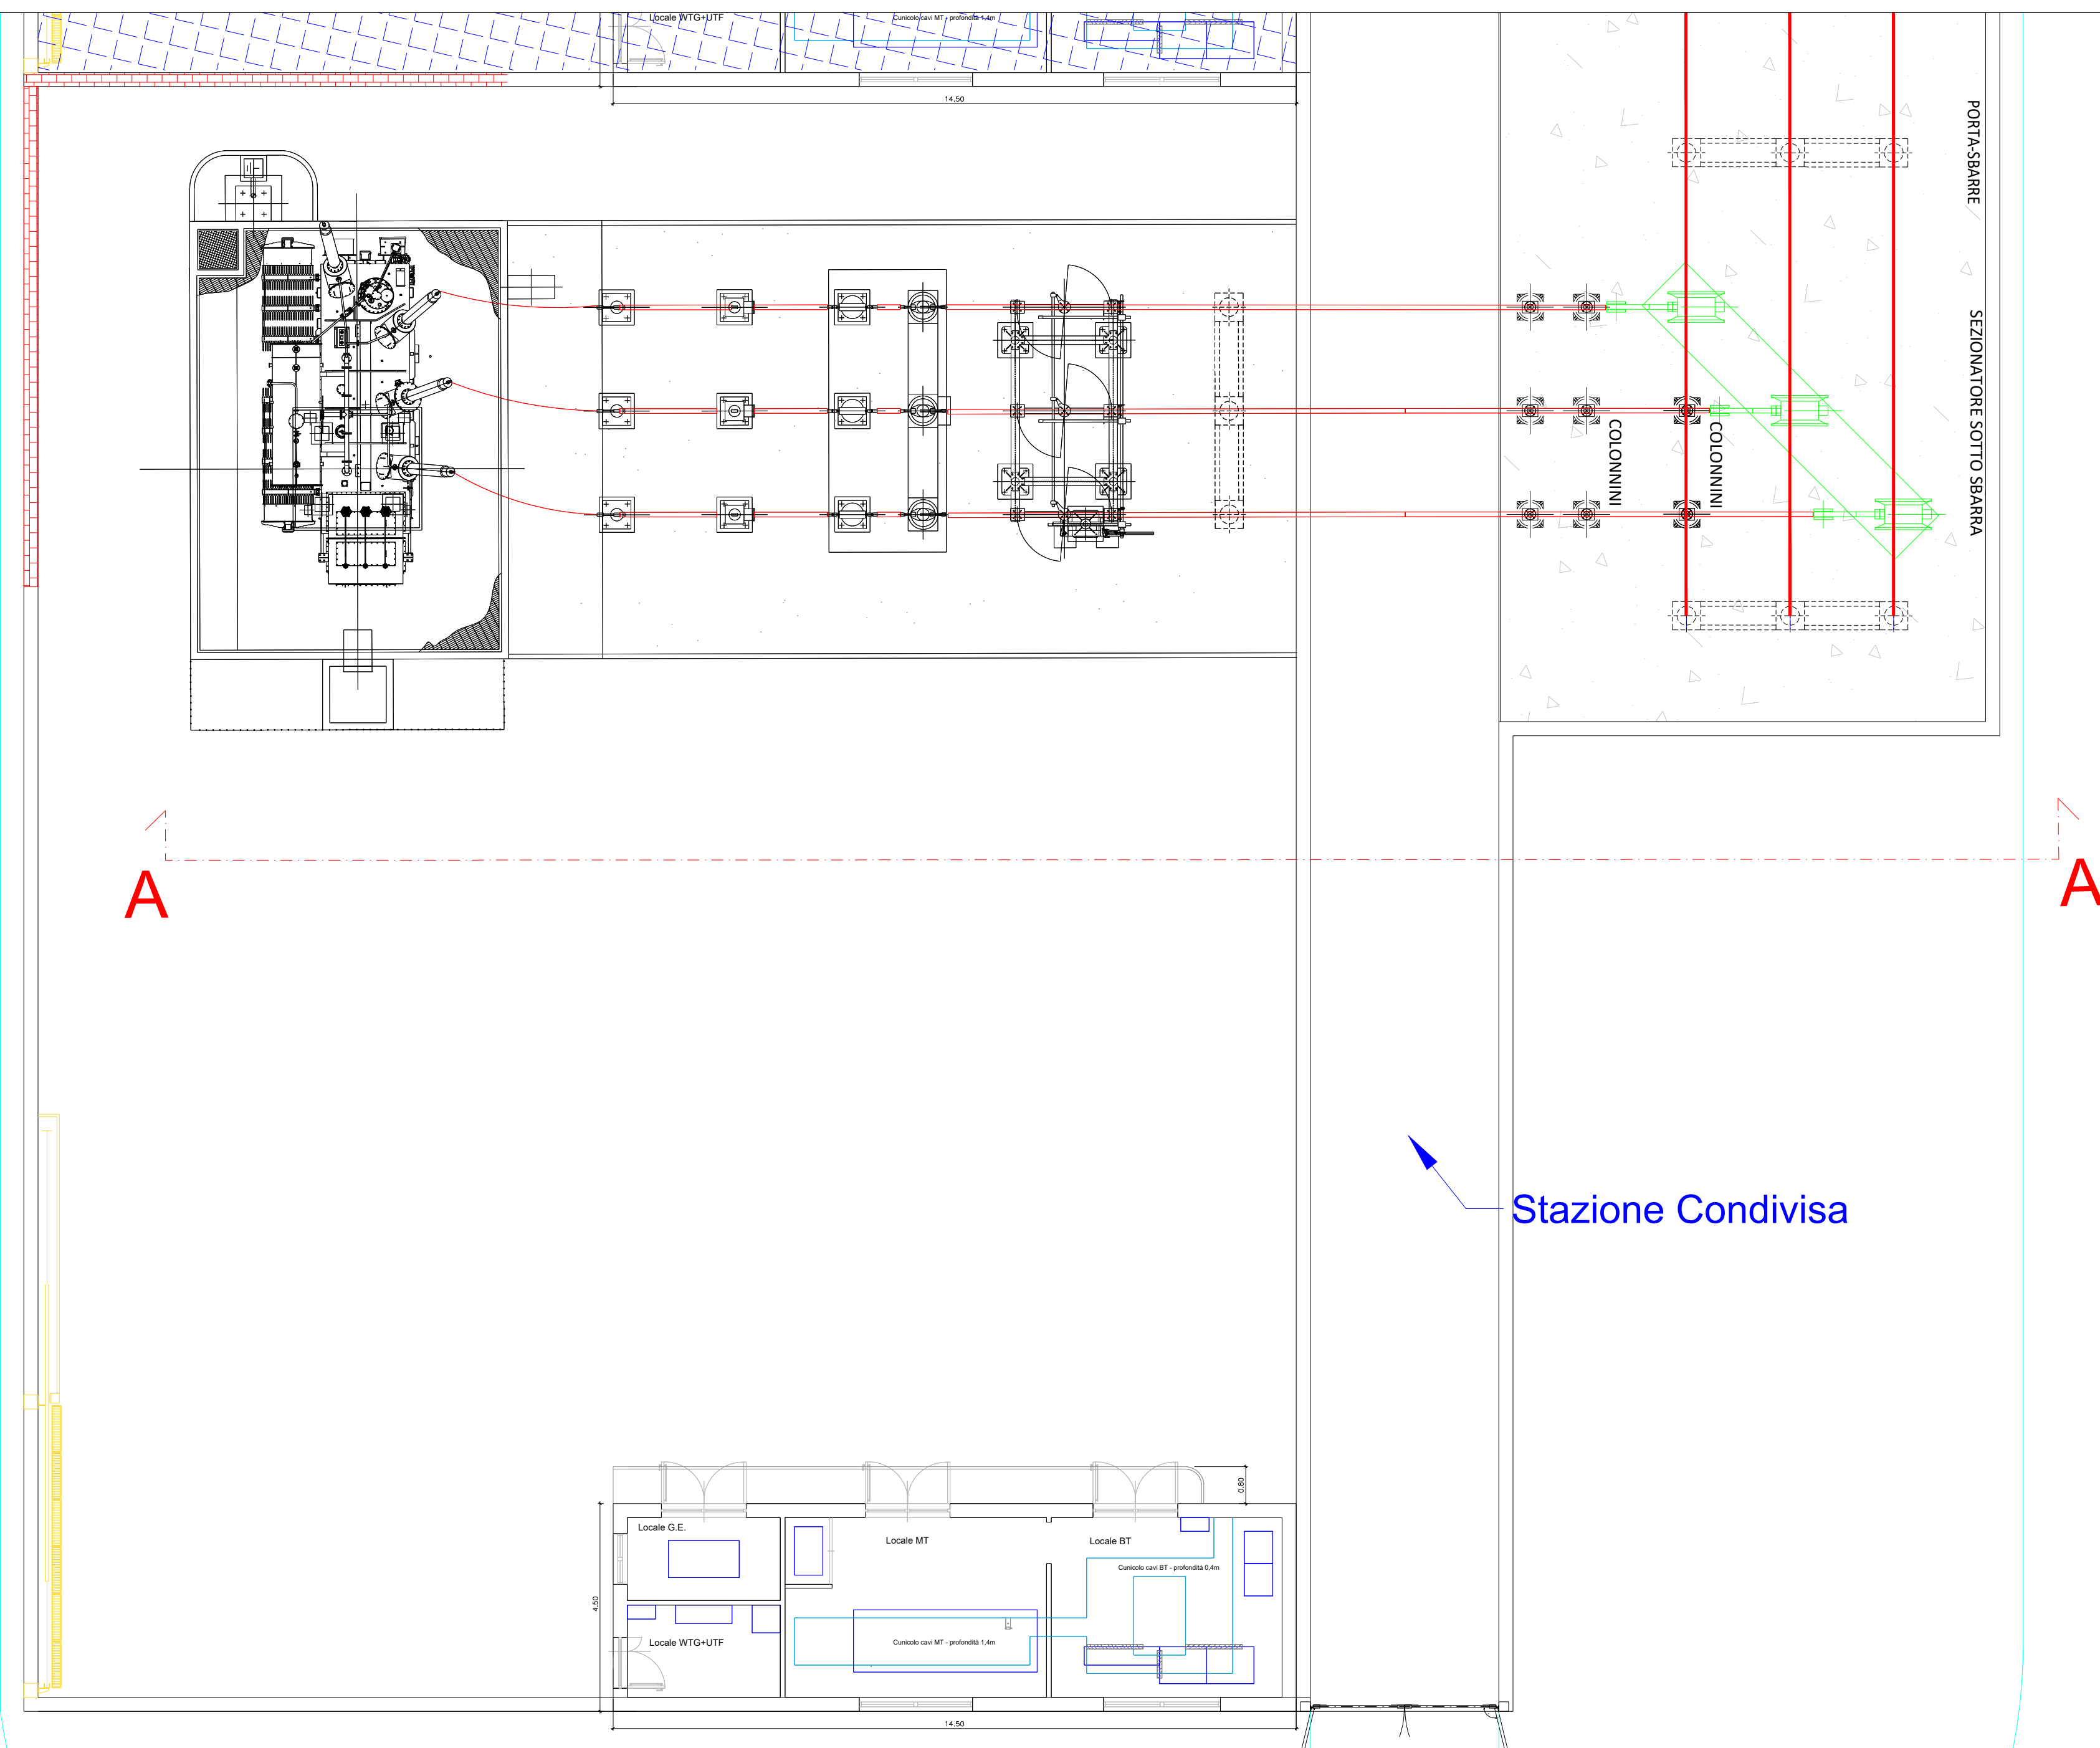 Locale WTG+UTF
Cunicolo cavi MT - profondità 1,4m
14,50
PORTA-SBARRE
SEZIONATORE SOTTO SBARRA
COLONNINI
COLONNINI
A
A
Stazione Condivisa
0.80
Locale G.E.
Locale MT
Locale BT
Cunicolo cavi BT - profondità 0,4m
4,50
Locale WTG+UTF
Cunicolo cavi MT - profondità 1,4m
14,50